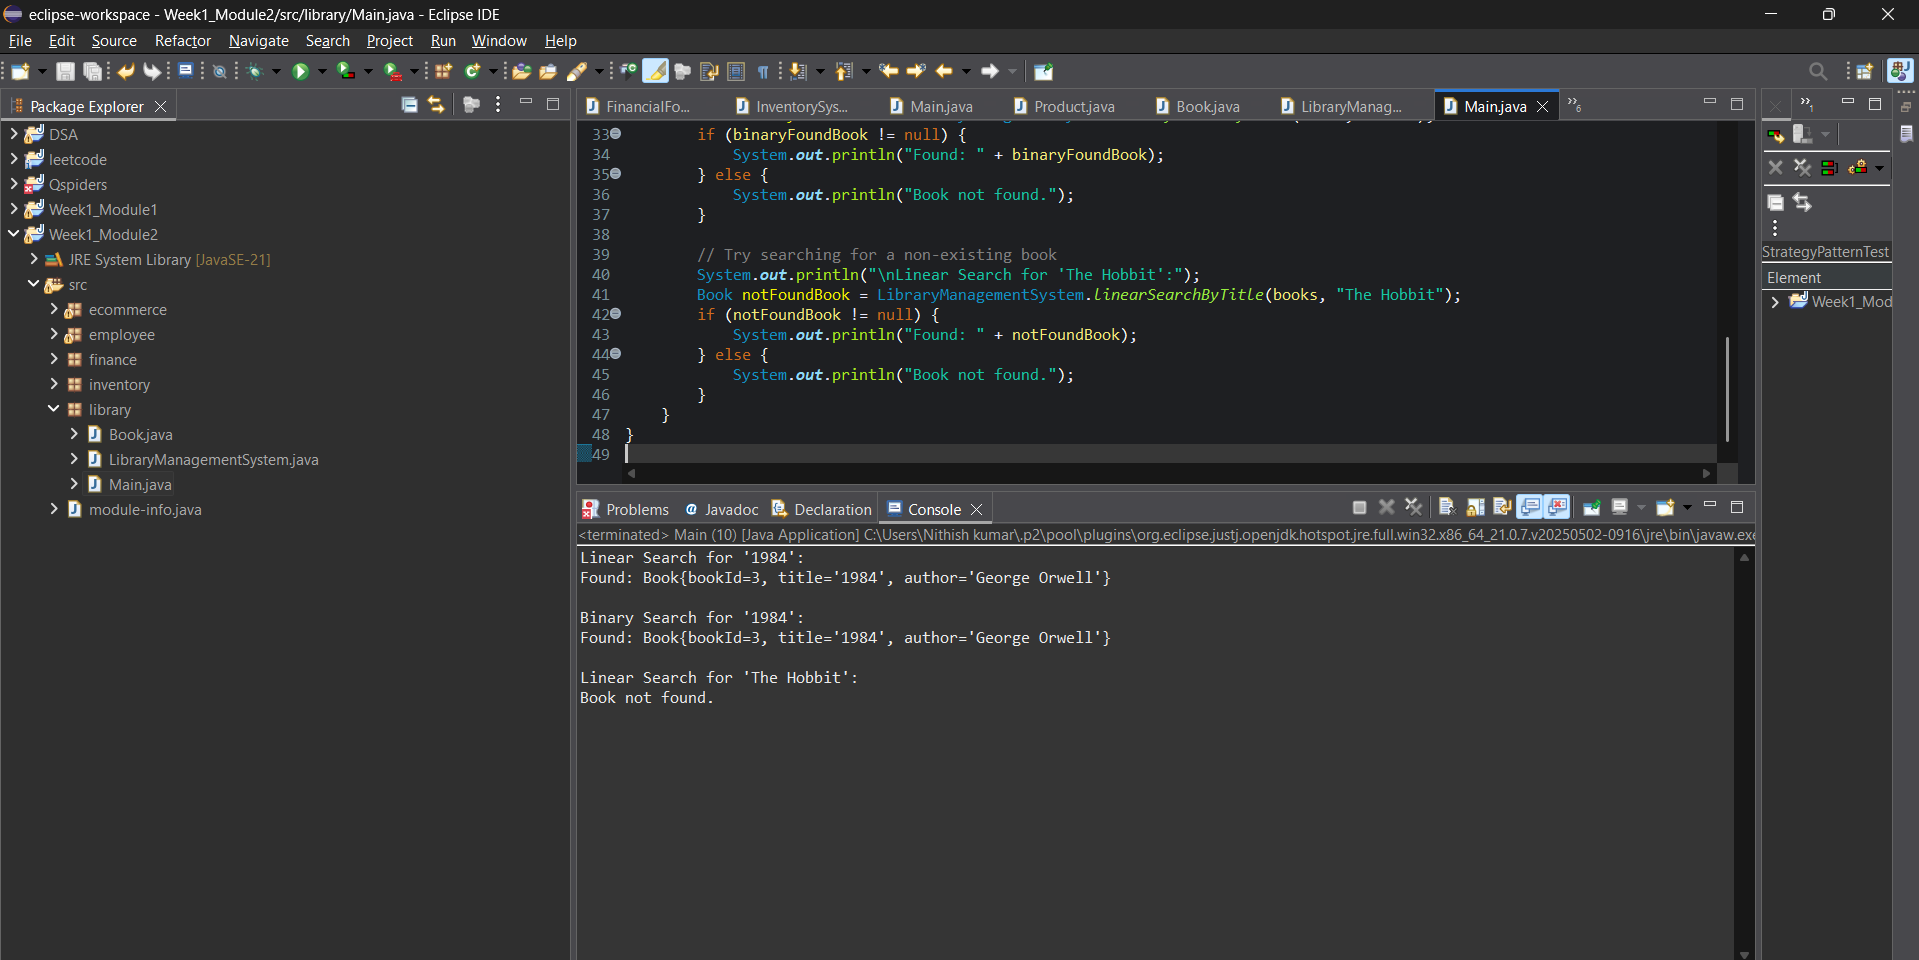 eclipse-workspace - Week1_Module2/src/library/Main.java - Eclipse IDE
File Edit Source Refactor Navigate Search Project Run Window Help
Package Explorer
DSA
leetcode
Qspiders
Week1_Module1
Week1_Module2
JRE System Library [JavaSE-21]
src
ecommerce
employee
finance
inventory
library
Book.java
LibraryManagementSystem.java
Main.java
module-info.java
FinancialFo... InventorySys... Main.java Product.java Book.java LibraryManag... Main.java »6
33 if (binaryFoundBook != null) {
34 System.out.println("Found: " + binaryFoundBook);
35 } else {
36 System.out.println("Book not found.");
37 }
38
39 // Try searching for a non-existing book
40 System.out.println("\nLinear Search for 'The Hobbit':");
41 Book notFoundBook = LibraryManagementSystem.linearSearchByTitle(books, "The Hobbit");
42 if (notFoundBook != null) {
43 System.out.println("Found: " + notFoundBook);
44 } else {
45 System.out.println("Book not found.");
46 }
47 }
48 }
49
Problems Javadoc Declaration Console
<terminated> Main (10) [Java Application] C:\Users\Nithish kumar\.p2\pool\plugins\org.eclipse.justj.openjdk.hotspot.jre.full.win32.x86_64_21.0.7.v20250502-0916\jre\bin\javaw.exe
Linear Search for '1984':
Found: Book{bookId=3, title='1984', author='George Orwell'}
Binary Search for '1984':
Found: Book{bookId=3, title='1984', author='George Orwell'}
Linear Search for 'The Hobbit':
Book not found.
»1
StrategyPatternTest
Element
Week1_Mod